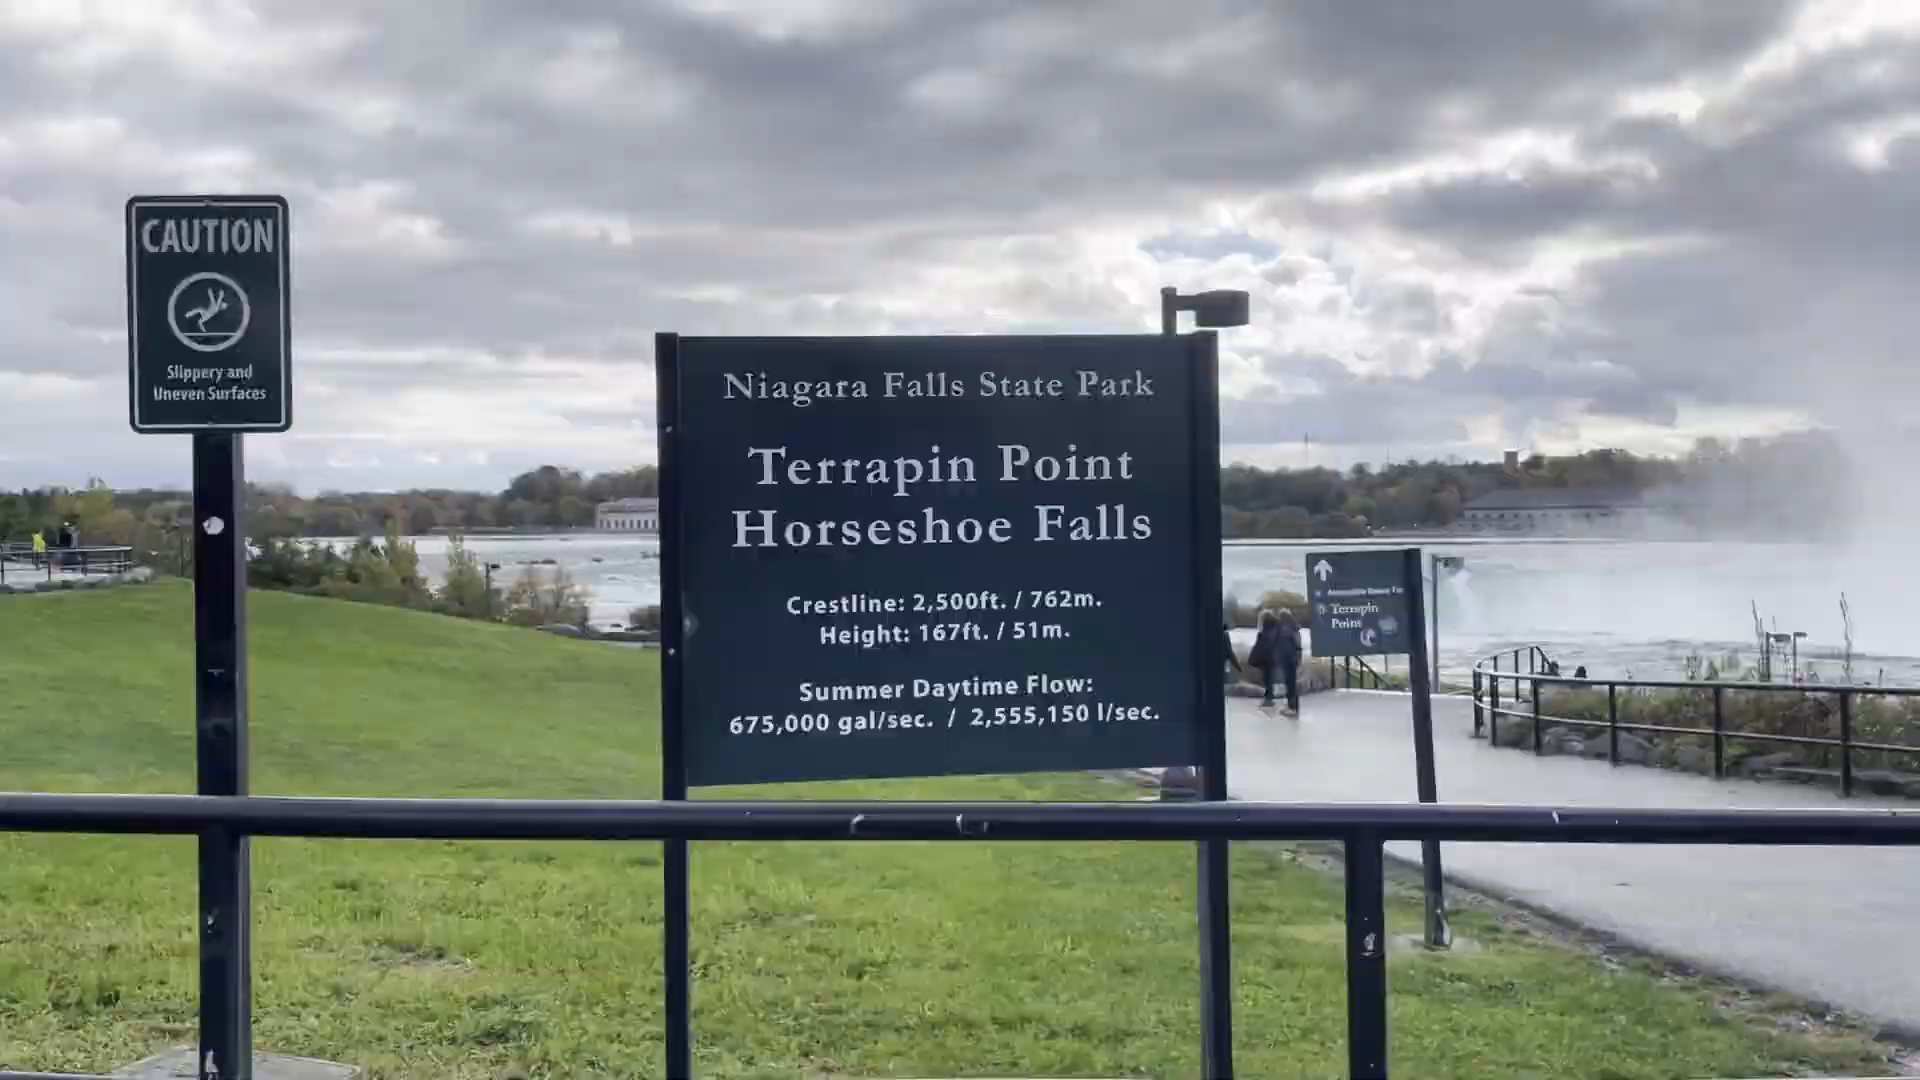 CAUTION
Slippery and
Uneven Surfaces
Niagara Falls State Park
Terrapin Point
Horseshoe Falls
Crestline: 2,500ft. / 762m.
Height: 167ft. / 51m.
Summer Daytime Flow:
675,000 gal/sec. / 2,555,150 l/sec.
Terrapin
Point